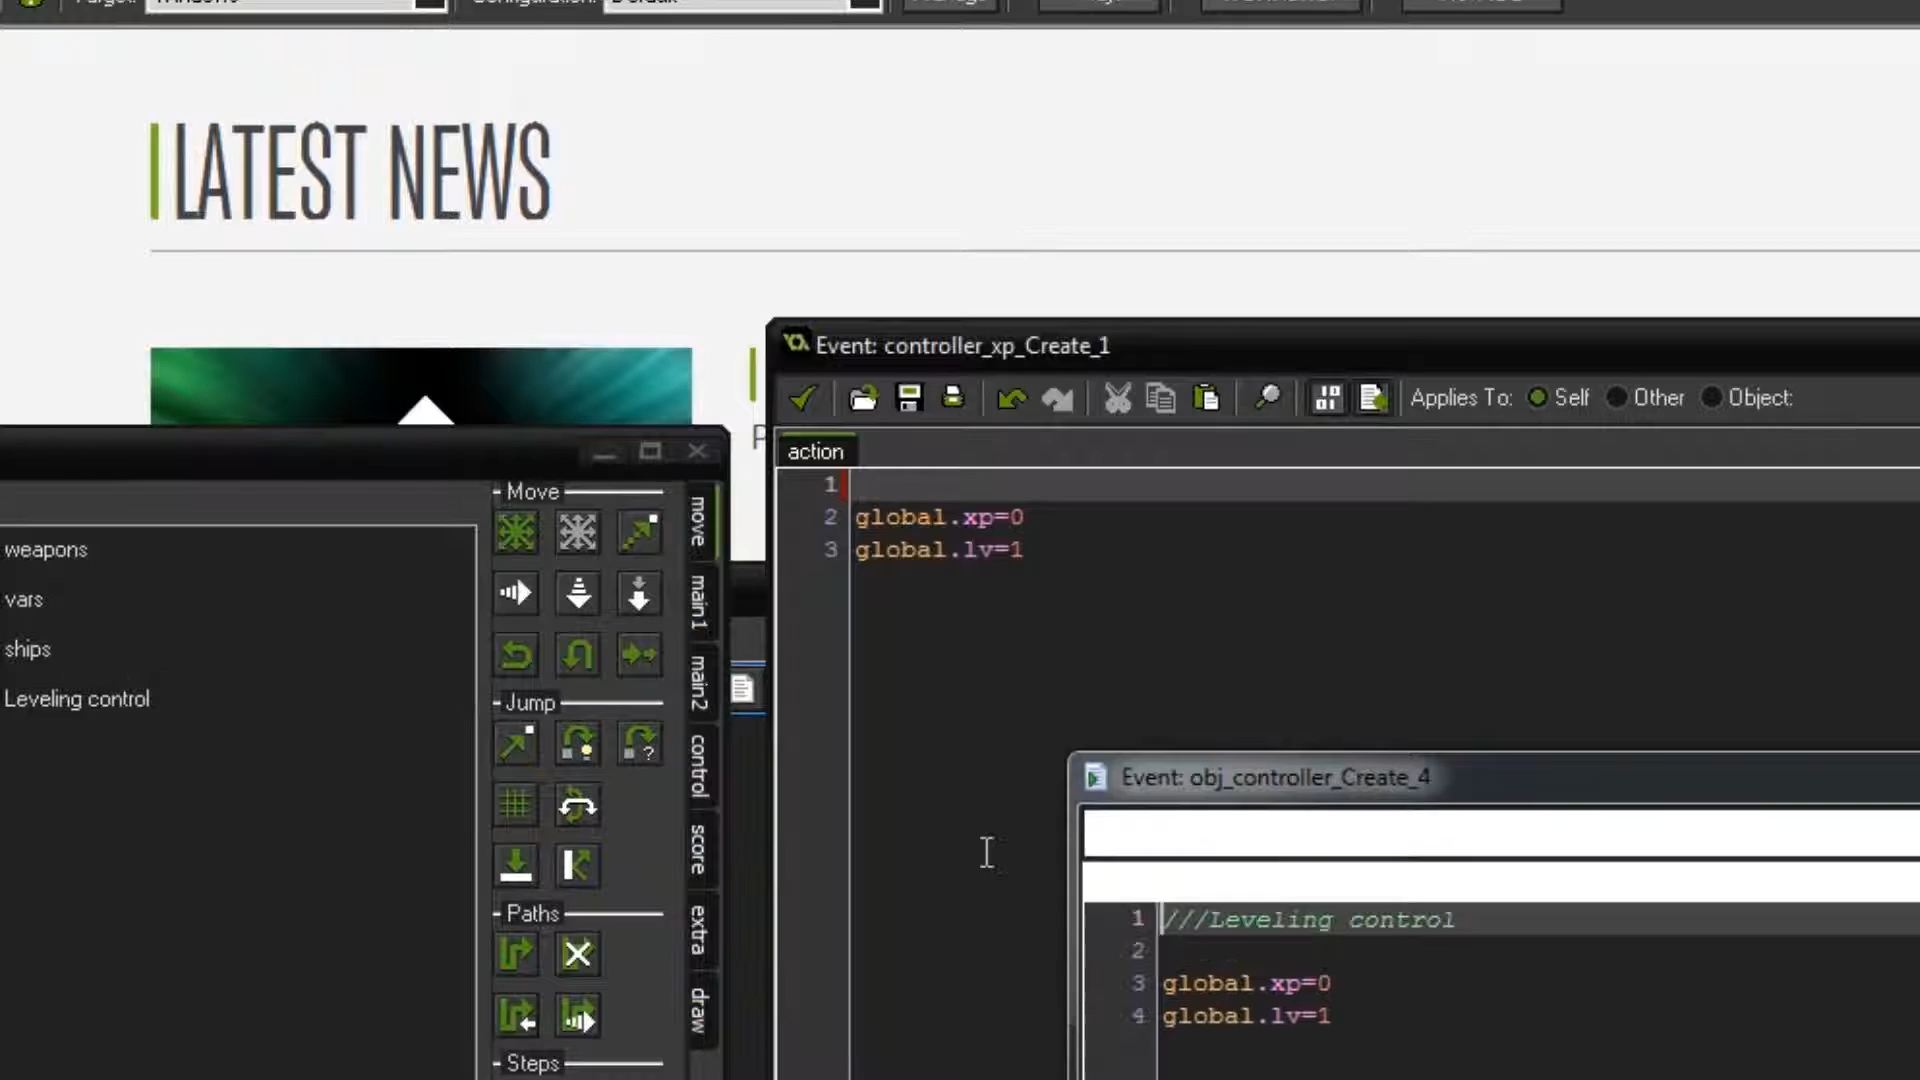 Target:
LATEST NEWS
Event: controller_xp_Create_1
Applies To: Self Other Object:
action
1
2 global.xp=0
3 global.lv=1
weapons
vars
ships
Leveling control
Move
Jump
Paths
Steps
move
main1
main2
control
score
extra
draw
Event: obj_controller_Create_4
1 ///Leveling control
2
3 global.xp=0
4 global.lv=1